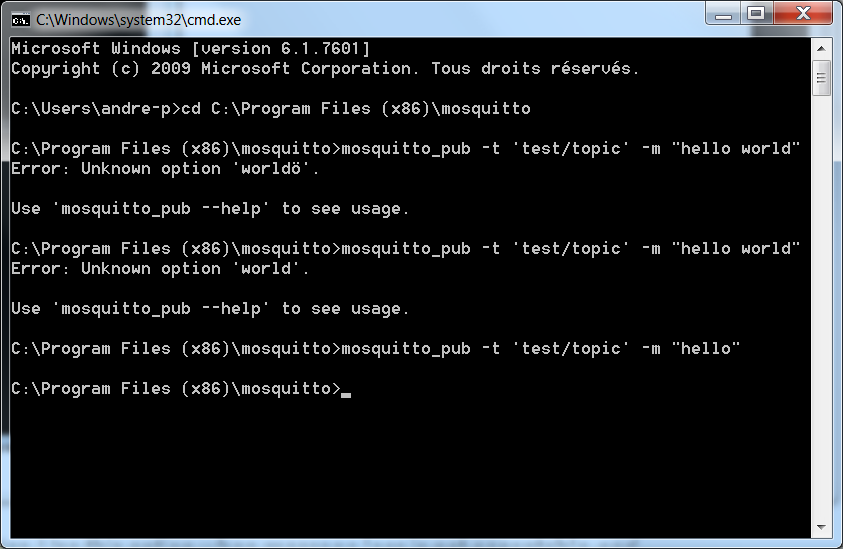 C:\Windows\system32\cmd.exe
Microsoft Windows [version 6.1.7601]
Copyright (c) 2009 Microsoft Corporation. Tous droits réservés.
C:\Users\andre-p>cd C:\Program Files (x86)\mosquitto
C:\Program Files (x86)\mosquitto>mosquitto_pub -t 'test/topic' -m "hello world"
Error: Unknown option 'worldö'.
Use 'mosquitto_pub --help' to see usage.
C:\Program Files (x86)\mosquitto>mosquitto_pub -t 'test/topic' -m "hello world"
Error: Unknown option 'world'.
Use 'mosquitto_pub --help' to see usage.
C:\Program Files (x86)\mosquitto>mosquitto_pub -t 'test/topic' -m "hello"
C:\Program Files (x86)\mosquitto>